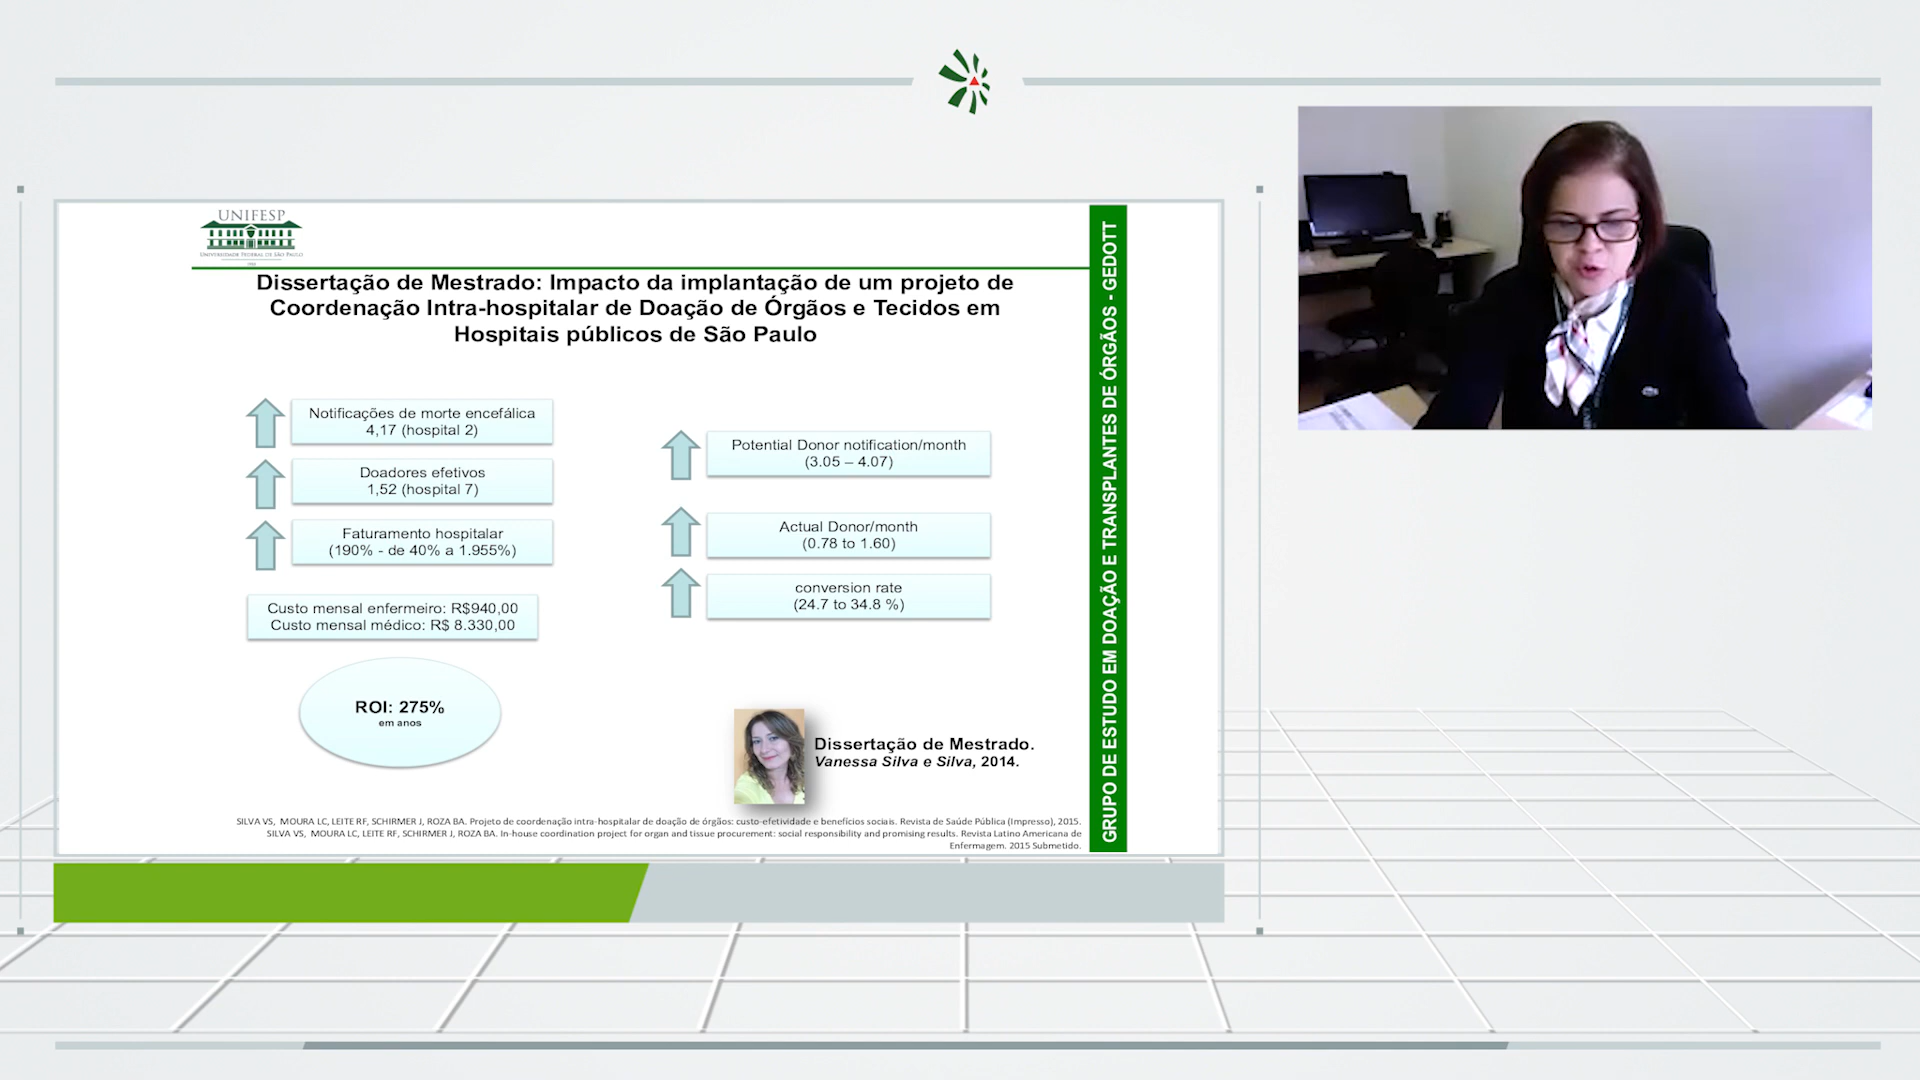 UNIFESP
UNIVERSIDADE FEDERAL DE SÃO PAULO
Dissertação de Mestrado: Impacto da implantação de um projeto de
Coordenação Intra-hospitalar de Doação de Órgãos e Tecidos em
Hospitais públicos de São Paulo
Notificações de morte encefálica
4,17 (hospital 2)
Doadores efetivos
1,52 (hospital 7)
Faturamento hospitalar
(190% - de 40% a 1.955%)
Custo mensal enfermeiro: R$940,00
Custo mensal médico: R$ 8.330,00
ROI: 275%
em anos
Potential Donor notification/month
(3.05 – 4.07)
Actual Donor/month
(0.78 to 1.60)
conversion rate
(24.7 to 34.8 %)
Dissertação de Mestrado.
Vanessa Silva e Silva, 2014.
SILVA VS, MOURA LC, LEITE RF, SCHIRMER J, ROZA BA. Projeto de coordenação intra-hospitalar de doação de órgãos: custo-efetividade e benefícios sociais. Revista de Saúde Pública (Impresso), 2015.
SILVA VS, MOURA LC, LEITE RF, SCHIRMER J, ROZA BA. In-house coordination project for organ and tissue procurement: social responsibility and promising results. Revista Latino Americana de
Enfermagem. 2015 Submetido.
GRUPO DE ESTUDO EM DOAÇÃO E TRANSPLANTES DE ÓRGÃOS - GEDOTT